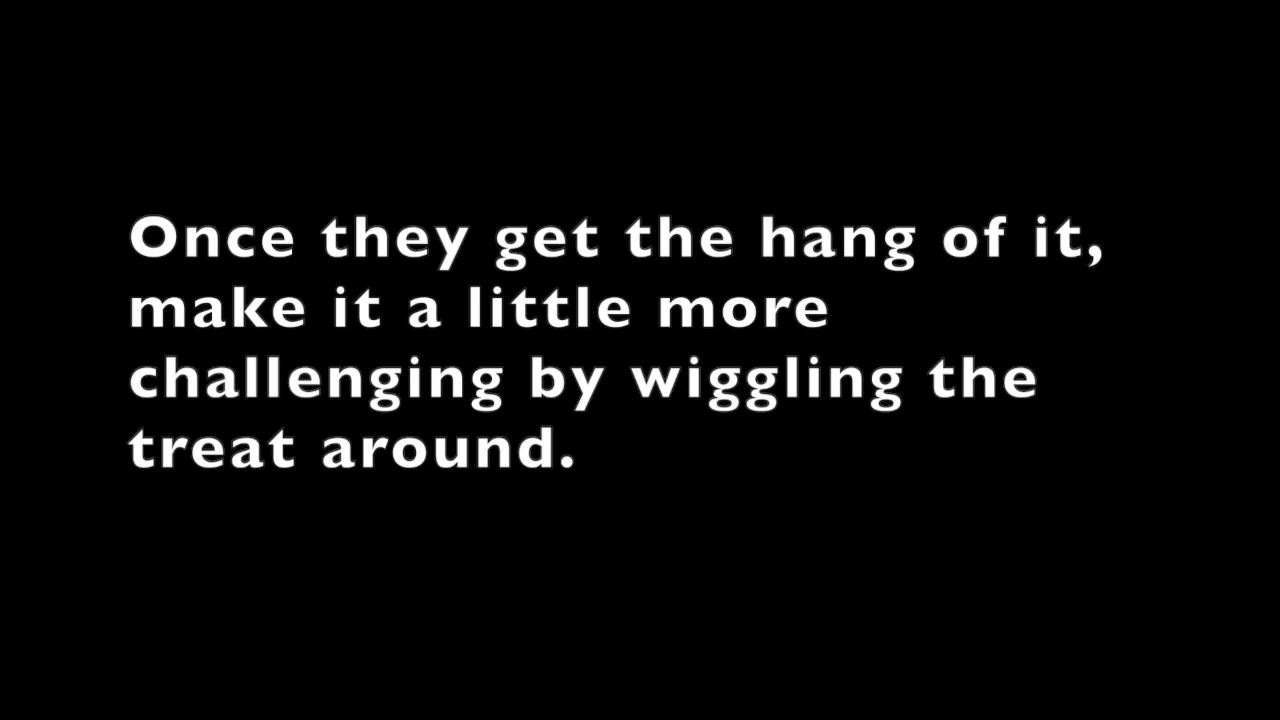 Once they get the hang of it,
make it a little more
challenging by wiggling the
treat around.